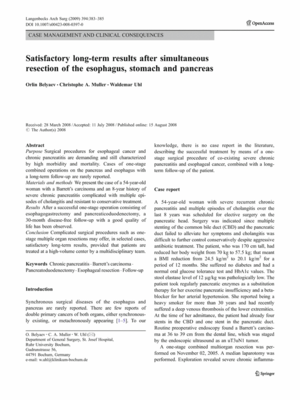 Langenbecks Arch Surg (2009) 394:383–385
DOI 10.1007/s00423-008-0397-0
CASE MANAGEMENT AND CLINICAL CONSEQUENCES
Satisfactory long-term results after simultaneous
resection of the esophagus, stomach and pancreas
Orlin Belyaev · Christophe A. Muller · Waldemar Uhl
Received: 28 March 2008 / Accepted: 11 July 2008 / Published online: 15 August 2008
© The Author(s) 2008
Abstract
Purpose Surgical procedures for esophageal cancer and
chronic pancreatitis are demanding and still characterized
by high morbidity and mortality. Cases of one-stage
combined operations on the pancreas and esophagus with
a long-term follow-up are rarely reported.
Materials and methods We present the case of a 54-year-old
woman with a Barrett's carcinoma and an 8-year history of
severe chronic pancreatitis complicated with multiple epi-
sodes of cholangitis and resistant to conservative treatment.
Results After a successful one-stage operation consisting of
esophagogastrectomy and pancreaticoduodenectomy, a
30-month disease-free follow-up with a good quality of
life has been observed.
Conclusion Complicated surgical procedures such as one-
stage multiple organ resections may offer, in selected cases,
satisfactory long-term results, provided that patients are
treated at a high-volume center by a multidisciplinary team.
Keywords Chronic pancreatitis · Barrett's carcinoma ·
Pancreatoduodenectomy · Esophageal resection · Follow-up
Introduction
Synchronous surgical diseases of the esophagus and
pancreas are rarely reported. There are few reports of
double primary cancers of both organs, either synchronous-
ly existing, or metachronously appearing [1–5]. To our
O. Belyaev · C. A. Muller · W. Uhl
Department of General Surgery, St. Josef Hospital,
Ruhr University Bochum,
Gudrunstrasse 56,
44791 Bochum, Germany
e-mail: w.uhl@klinikum-bochum.de
knowledge, there is no case report in the literature,
describing the successful treatment by means of a one-
stage surgical procedure of co-existing severe chronic
pancreatitis and esophageal cancer, combined with a long-
term follow-up of the patient.
Case report
A 54-year-old woman with severe recurrent chronic
pancreatitis and multiple episodes of cholangitis over the
last 8 years was scheduled for elective surgery on the
pancreatic head. Surgery was indicated since multiple
stenting of the common bile duct (CBD) and the pancreatic
duct failed to alleviate her symptoms and cholangitis was
difficult to further control conservatively despite aggressive
antibiotic treatment. The patient, who was 170 cm tall, had
reduced her body weight from 70 kg to 57.5 kg; that meant
a BMI reduction from 24.5 kg/m² to 20.1 kg/m² for a
period of 12 months. She suffered no diabetes and had a
normal oral glucose tolerance test and HbA1c values. The
stool elastase level of 12 µg/kg was pathologically low. The
patient took regularly pancreatic enzymes as a substitution
therapy for her exocrine pancreatic insufficiency and a beta-
blocker for arterial hypertension. She reported being a
heavy smoker for more than 30 years and had recently
suffered a deep venous thrombosis of the lower extremities.
At the time of her admittance, the patient had already four
stents in the CBD and one stent in the pancreatic duct.
Routine preoperative endoscopy found a Barrett's carcino-
ma at 36 to 39 cm from the dental line, which was staged
by the endoscopic ultrasound as an uT3uN1 tumor.
A one-stage combined multiorgan resection was per-
formed on November 02, 2005. A median laparotomy was
performed. Exploration revealed severe chronic inflamma-